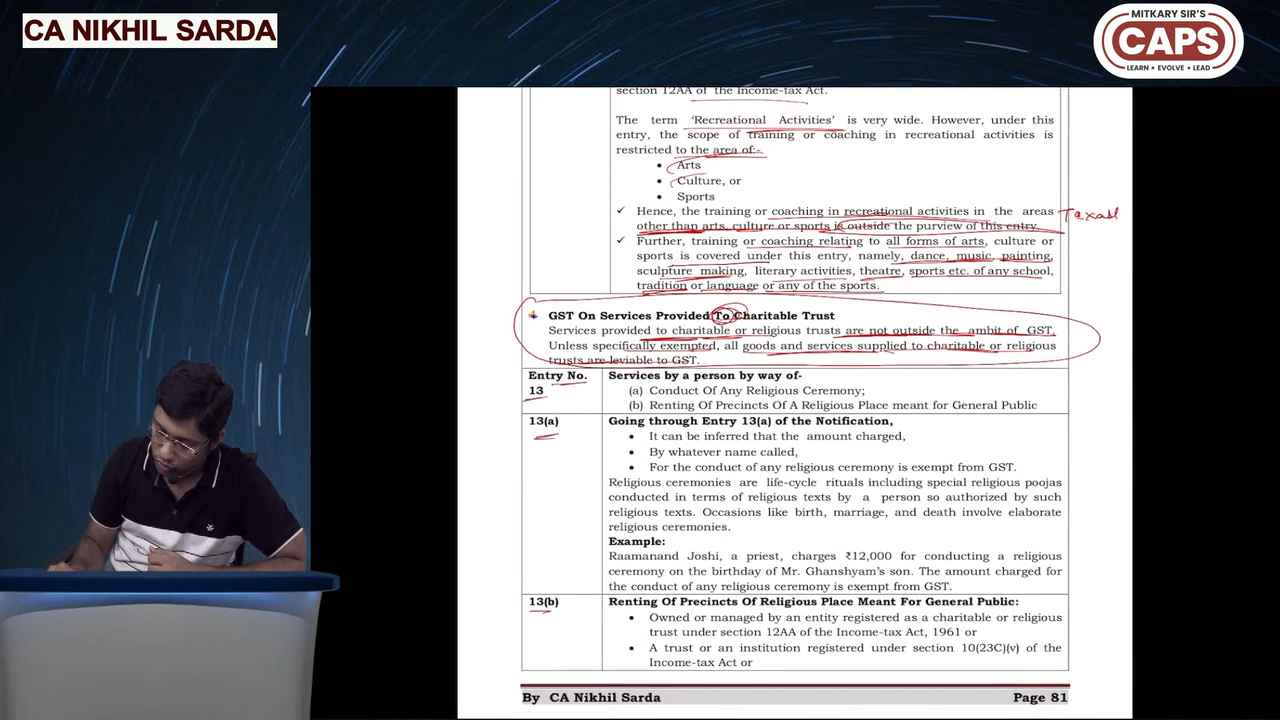 CA NIKHIL SARDA
MITKARY SIR'S
CAPS
LEARN • EVOLVE • LEAD
section 12AA of the Income-tax Act.
The term 'Recreational Activities' is very wide. However, under this
entry, the scope of training or coaching in recreational activities is
restricted to the area of:-
• Arts
• Culture, or
• Sports
✓ Hence, the training or coaching in recreational activities in the areas
other than arts, culture or sports is outside the purview of this entry.
Taxabl
✓ Further, training or coaching relating to all forms of arts, culture or
sports is covered under this entry, namely, dance, music, painting,
sculpture making, literary activities, theatre, sports etc. of any school,
tradition or language or any of the sports.
GST On Services Provided To Charitable Trust
Services provided to charitable or religious trusts are not outside the ambit of GST.
Unless specifically exempted, all goods and services supplied to charitable or religious
trusts are leviable to GST.
Entry No.
13
Services by a person by way of-
(a) Conduct Of Any Religious Ceremony;
(b) Renting Of Precincts Of A Religious Place meant for General Public
13(a)
Going through Entry 13(a) of the Notification,
• It can be inferred that the amount charged,
• By whatever name called,
• For the conduct of any religious ceremony is exempt from GST.
Religious ceremonies are life-cycle rituals including special religious poojas
conducted in terms of religious texts by a person so authorized by such
religious texts. Occasions like birth, marriage, and death involve elaborate
religious ceremonies.
Example:
Raamanand Joshi, a priest, charges ₹12,000 for conducting a religious
ceremony on the birthday of Mr. Ghanshyam's son. The amount charged for
the conduct of any religious ceremony is exempt from GST.
13(b)
Renting Of Precincts Of Religious Place Meant For General Public:
• Owned or managed by an entity registered as a charitable or religious
trust under section 12AA of the Income-tax Act, 1961 or
• A trust or an institution registered under section 10(23C)(v) of the
Income-tax Act or
By CA Nikhil Sarda
Page 81